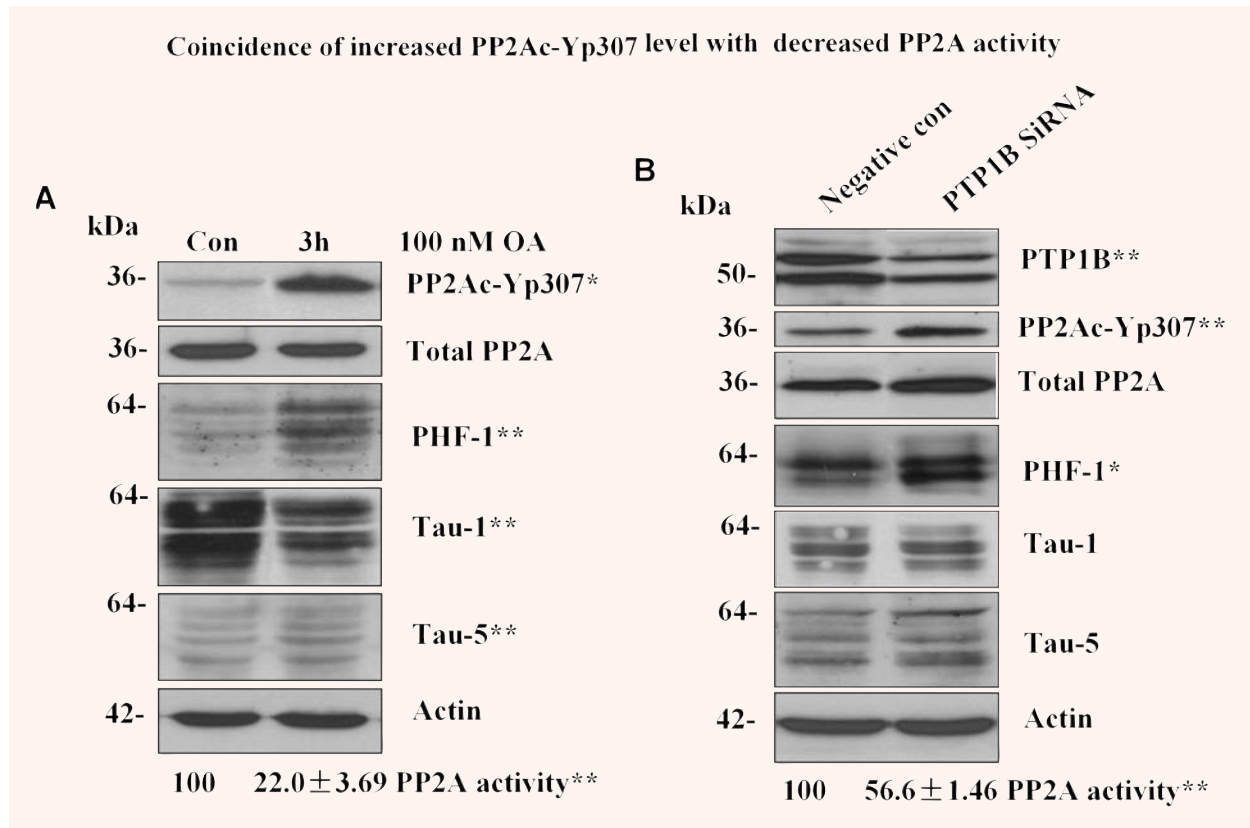 Coincidence of increased PP2Ac-Yp307 level with decreased PP2A activity
A
kDa
Con 3h 100 nM OA
36- PP2Ac-Yp307*
36- Total PP2A
64- PHF-1**
64- Tau-1**
64- Tau-5**
42- Actin
100 22.0±3.69 PP2A activity**
B
kDa
Negative con
PTP1B SiRNA
50- PTP1B**
36- PP2Ac-Yp307**
36- Total PP2A
64- PHF-1*
64- Tau-1
64- Tau-5
42- Actin
100 56.6±1.46 PP2A activity**